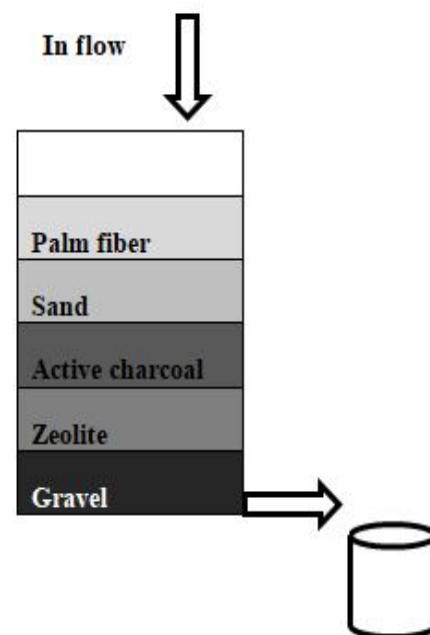 In flow
Palm fiber
Sand
Active charcoal
Zeolite
Gravel